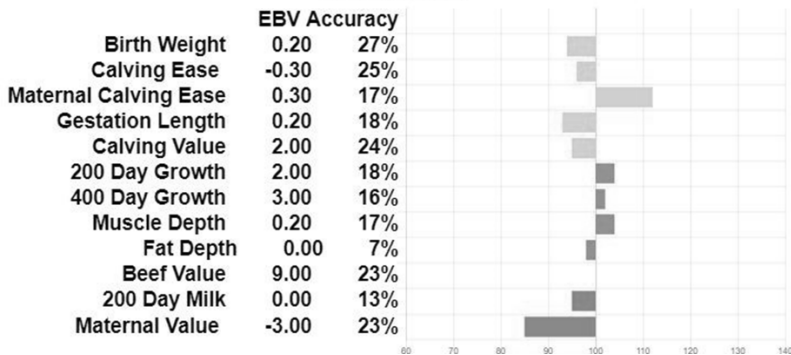 EBV Accuracy
Birth Weight 0.20 27%
Calving Ease -0.30 25%
Maternal Calving Ease 0.30 17%
Gestation Length 0.20 18%
Calving Value 2.00 24%
200 Day Growth 2.00 18%
400 Day Growth 3.00 16%
Muscle Depth 0.20 17%
Fat Depth 0.00 7%
Beef Value 9.00 23%
200 Day Milk 0.00 13%
Maternal Value -3.00 23%
60 70 80 90 100 110 120 130 140